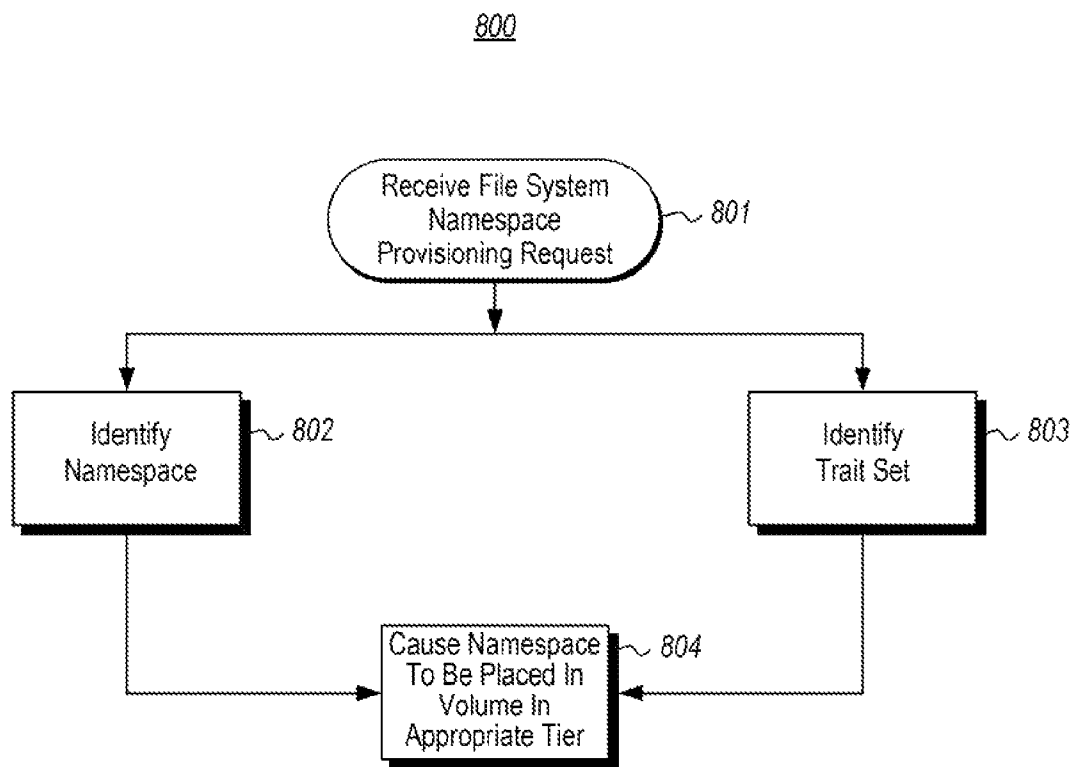 800
Receive File System
Namespace
Provisioning Request
801
Identify
Namespace
802
Identify
Trait Set
803
Cause Namespace
To Be Placed In
Volume In
Appropriate Tier
804